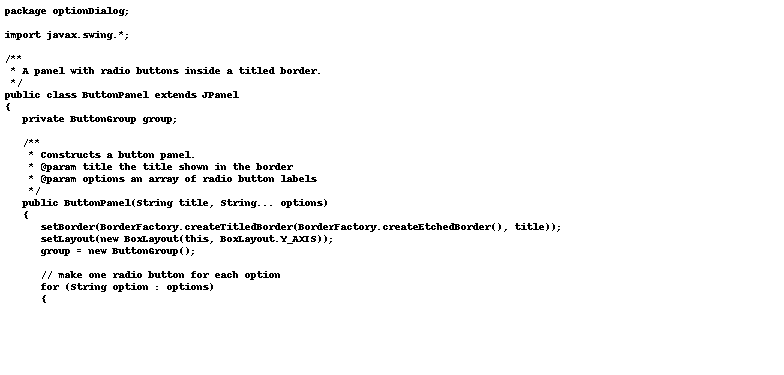 package optionDialog;

import javax.swing.*;

/**
 * A panel with radio buttons inside a titled border.
 */
public class ButtonPanel extends JPanel
{
   private ButtonGroup group;

   /**
    * Constructs a button panel.
    * @param title the title shown in the border
    * @param options an array of radio button labels
    */
   public ButtonPanel(String title, String... options)
   {
      setBorder(BorderFactory.createTitledBorder(BorderFactory.createEtchedBorder(), title));
      setLayout(new BoxLayout(this, BoxLayout.Y_AXIS));
      group = new ButtonGroup();

      // make one radio button for each option
      for (String option : options)
      {